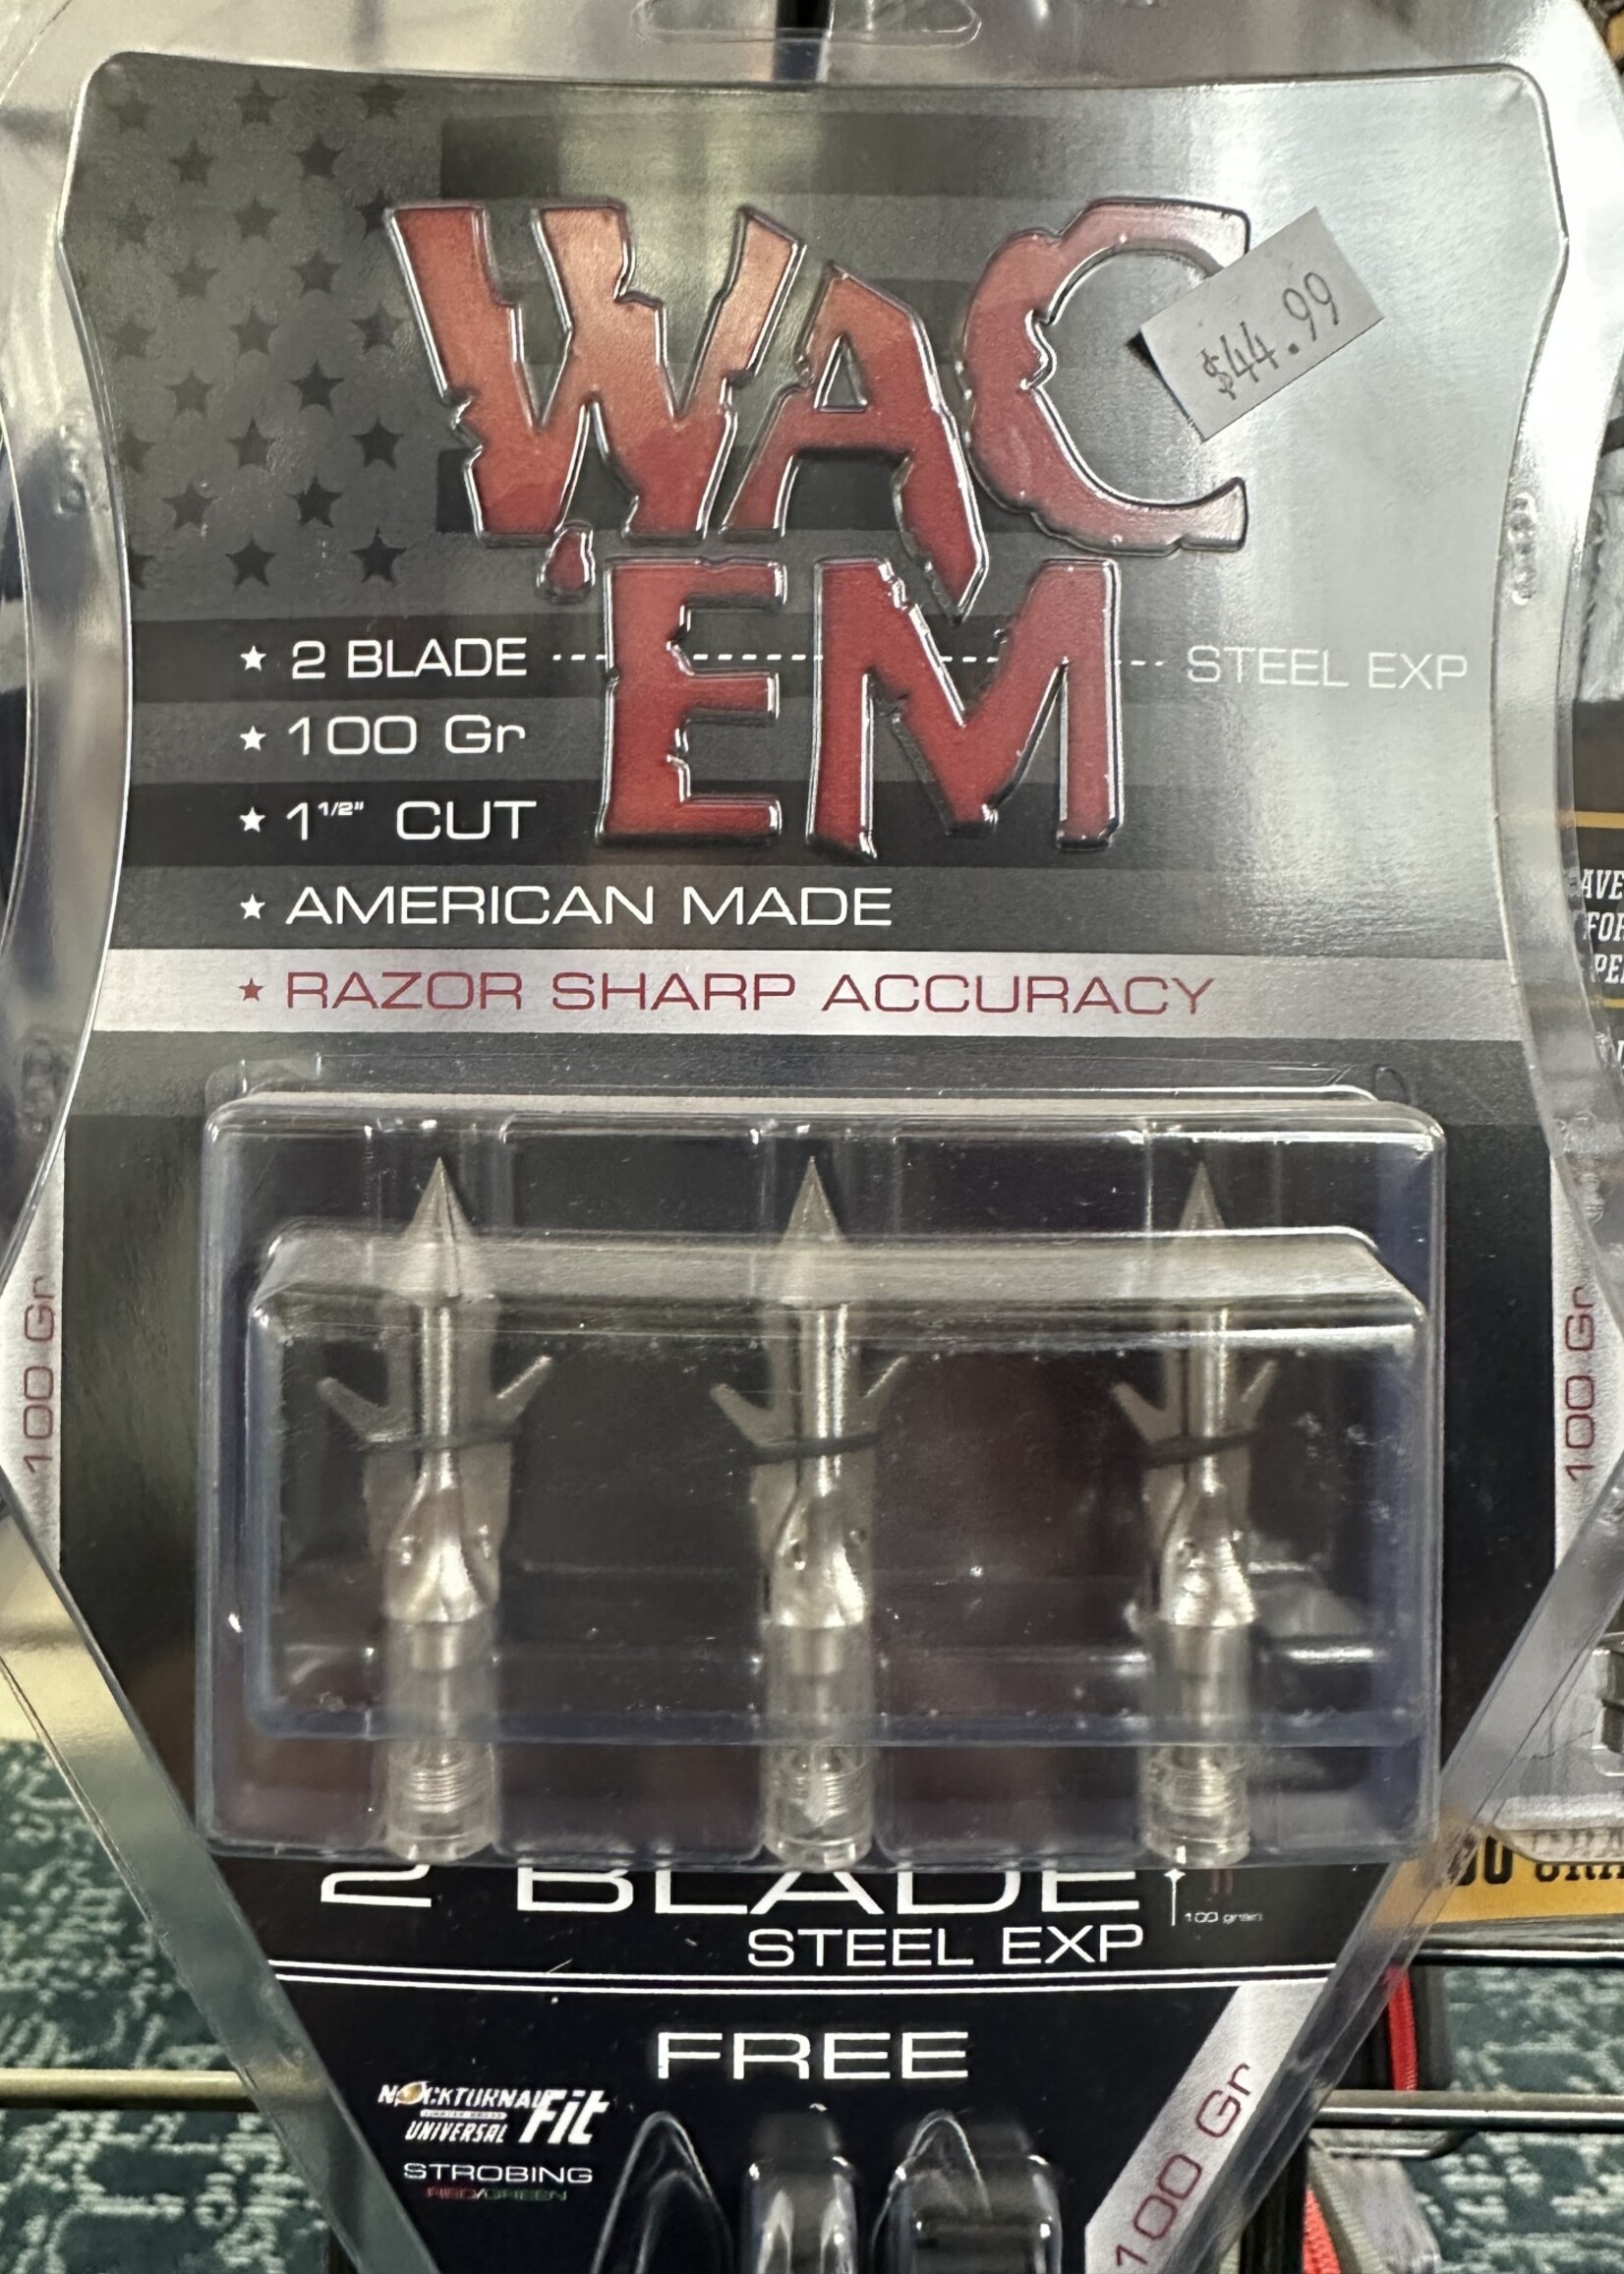 WAC
'EM
$44.99
★ 2 BLADE STEEL EXP
★ 100 Gr
★ 1 1/2" CUT
★ AMERICAN MADE
★ RAZOR SHARP ACCURACY
100 Gr
100 Gr
2 BLADE
100 grain
STEEL EXP
FREE
NOCKTURNAL Fit
UNIVERSAL
STROBING
RED/GREEN
100 Gr